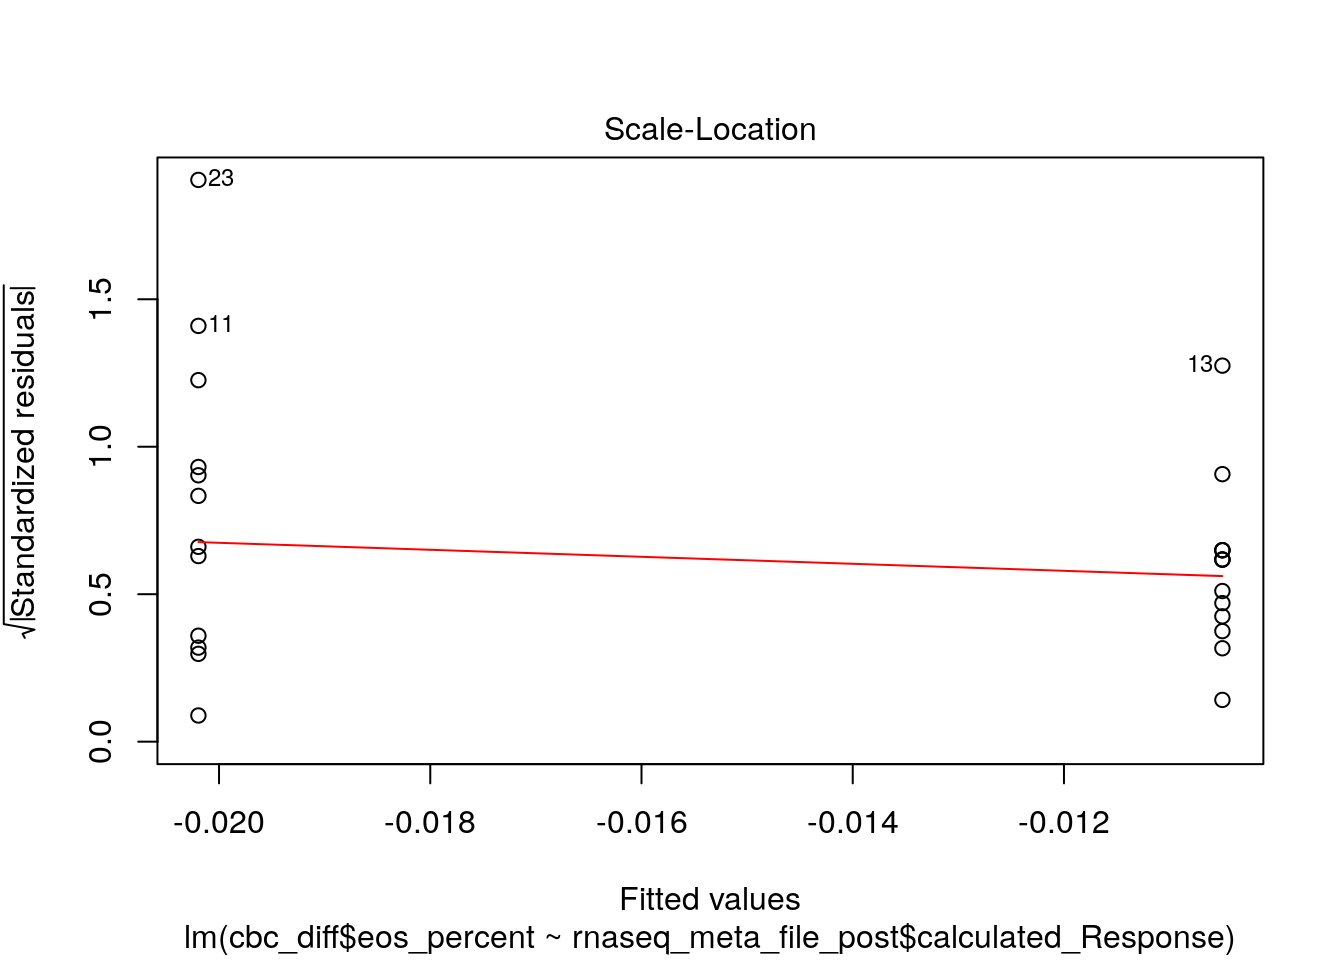 Scale-Location
√|Standardized residuals|
0.0 0.5 1.0 1.5
23
11
13
-0.020 -0.018 -0.016 -0.014 -0.012
Fitted values
lm(cbc_diff$eos_percent ~ rnaseq_meta_file_post$calculated_Response)